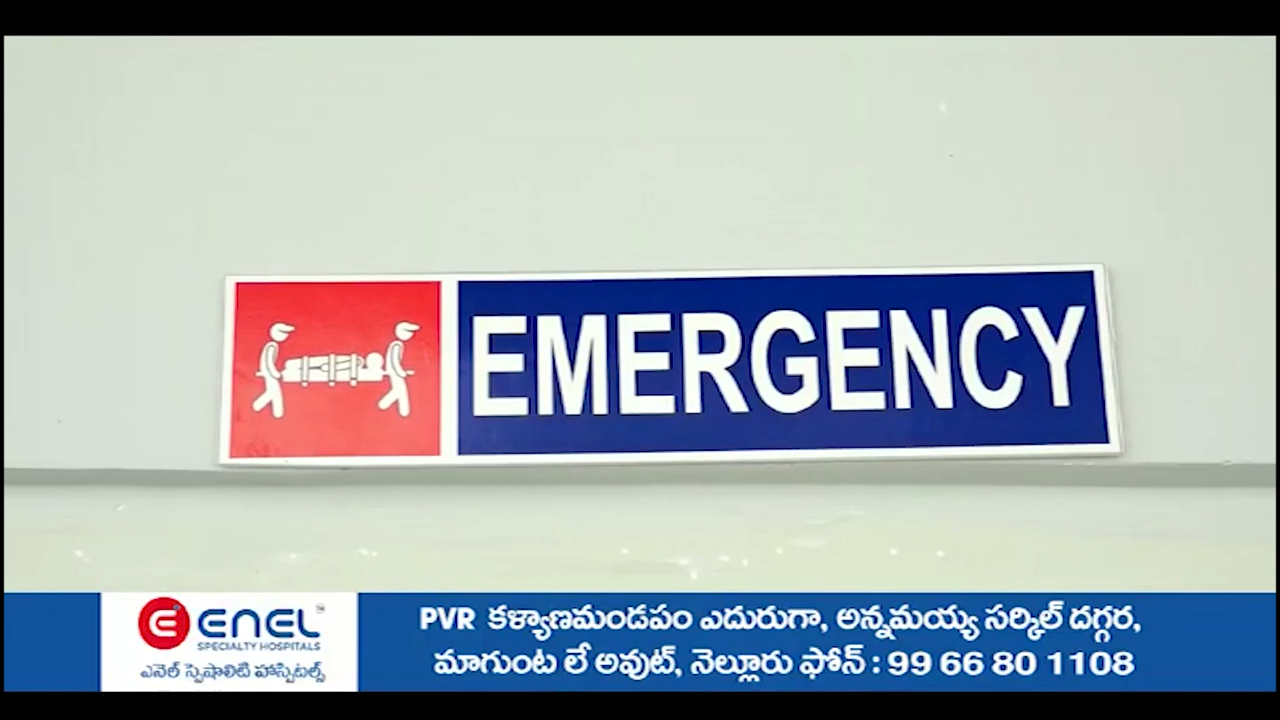 EMERGENCY
ENEL
SPECIALTY HOSPITALS
ఎనెల్ స్పెషాలిటి హాస్పిటల్స్
PVR కళ్యాణమండపం ఎదురుగా, అన్నమయ్య సర్కిల్ దగ్గర,
మాగుంట లే అవుట్, నెల్లూరు ఫోన్ : 99 66 80 1108